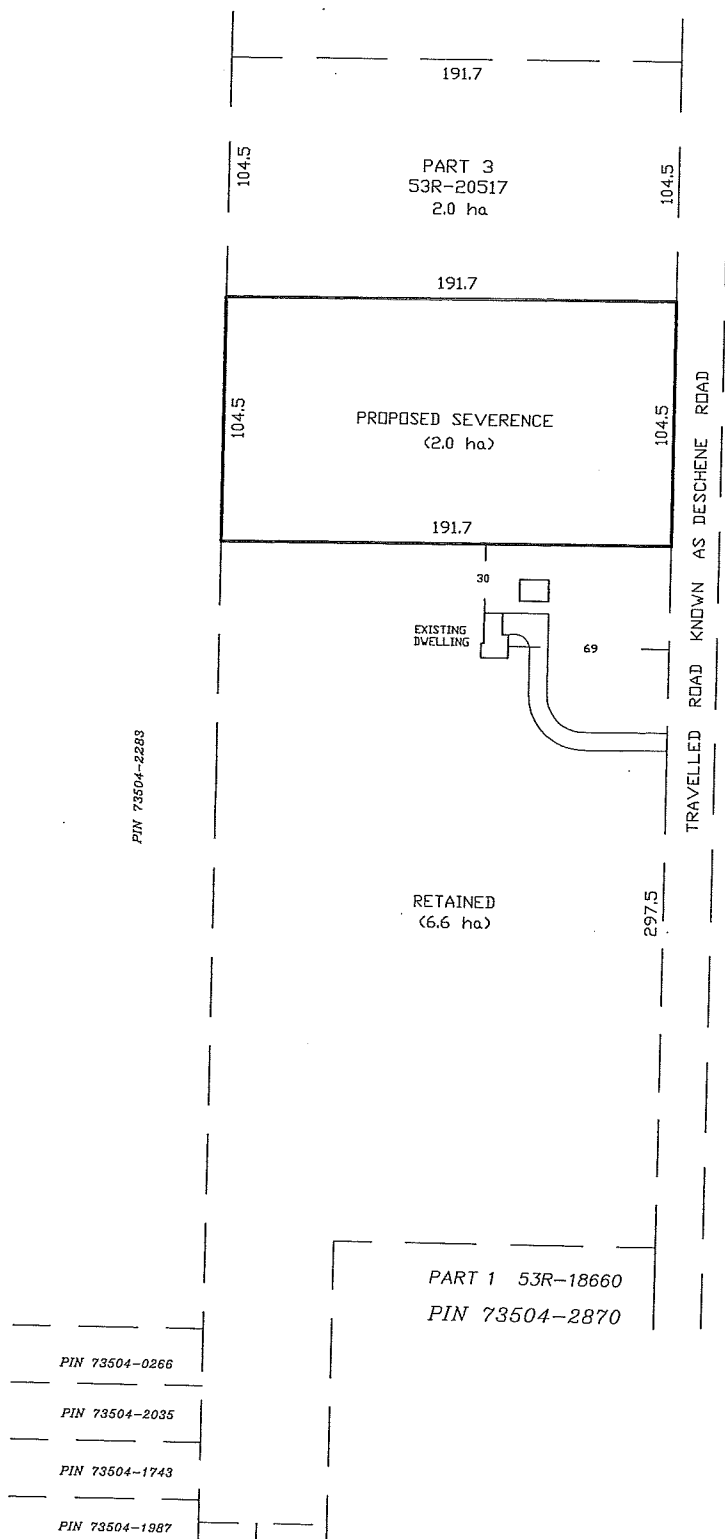 191.7
104.5
PART 3
53R-20517
2.0 ha
104.5
191.7
104.5
PROPOSED SEVERENCE
(2.0 ha)
104.5
191.7
30
EXISTING
DWELLING
69
TRAVELLED ROAD KNOWN AS DESCHENE ROAD
PIN 73504-2283
RETAINED
(6.6 ha)
297.5
PART 1 53R-18660
PIN 73504-2870
PIN 73504-0266
PIN 73504-2035
PIN 73504-1743
PIN 73504-1987